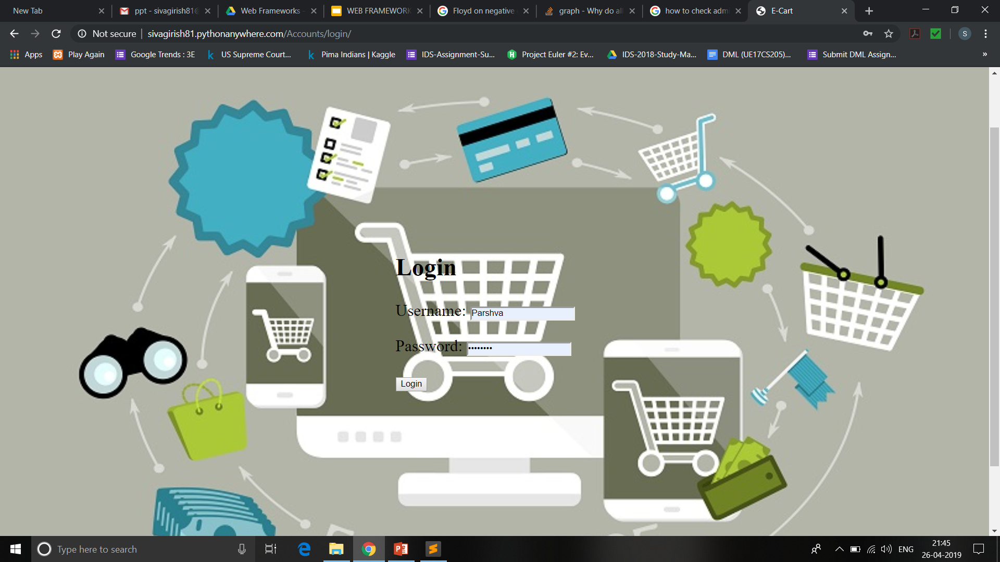 New Tab
ppt - sivagirish81@
Web Frameworks -
WEB FRAMEWORK
Floyd on negative
graph - Why do all
how to check admi
E-Cart
Not secure | sivagirish81.pythonanywhere.com/Accounts/login/
S
Apps
Play Again
Google Trends : 3E
US Supreme Court...
Pima Indians | Kaggle
IDS-Assignment-Su...
Project Euler #2: Ev...
IDS-2018-Study-Ma...
DML (UE17CS205)...
Submit DML Assign...
»
Login
Username: Parshva
Password: ••••••••
Login
Type here to search
ENG
21:45
26-04-2019